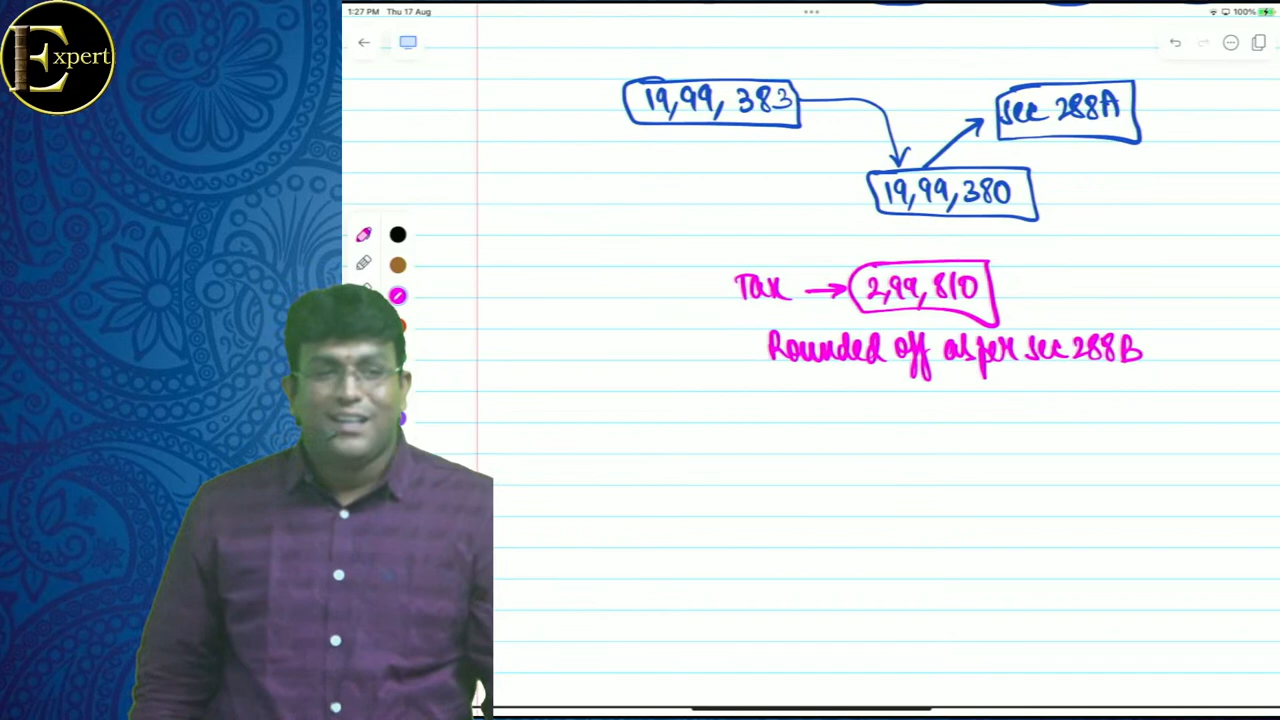 Expert
1:27 PM Thu 17 Aug
100%
19,99, 383
Sec 288A
19,99,380
Tax → 2,99,810
Rounded off as per sec 288B